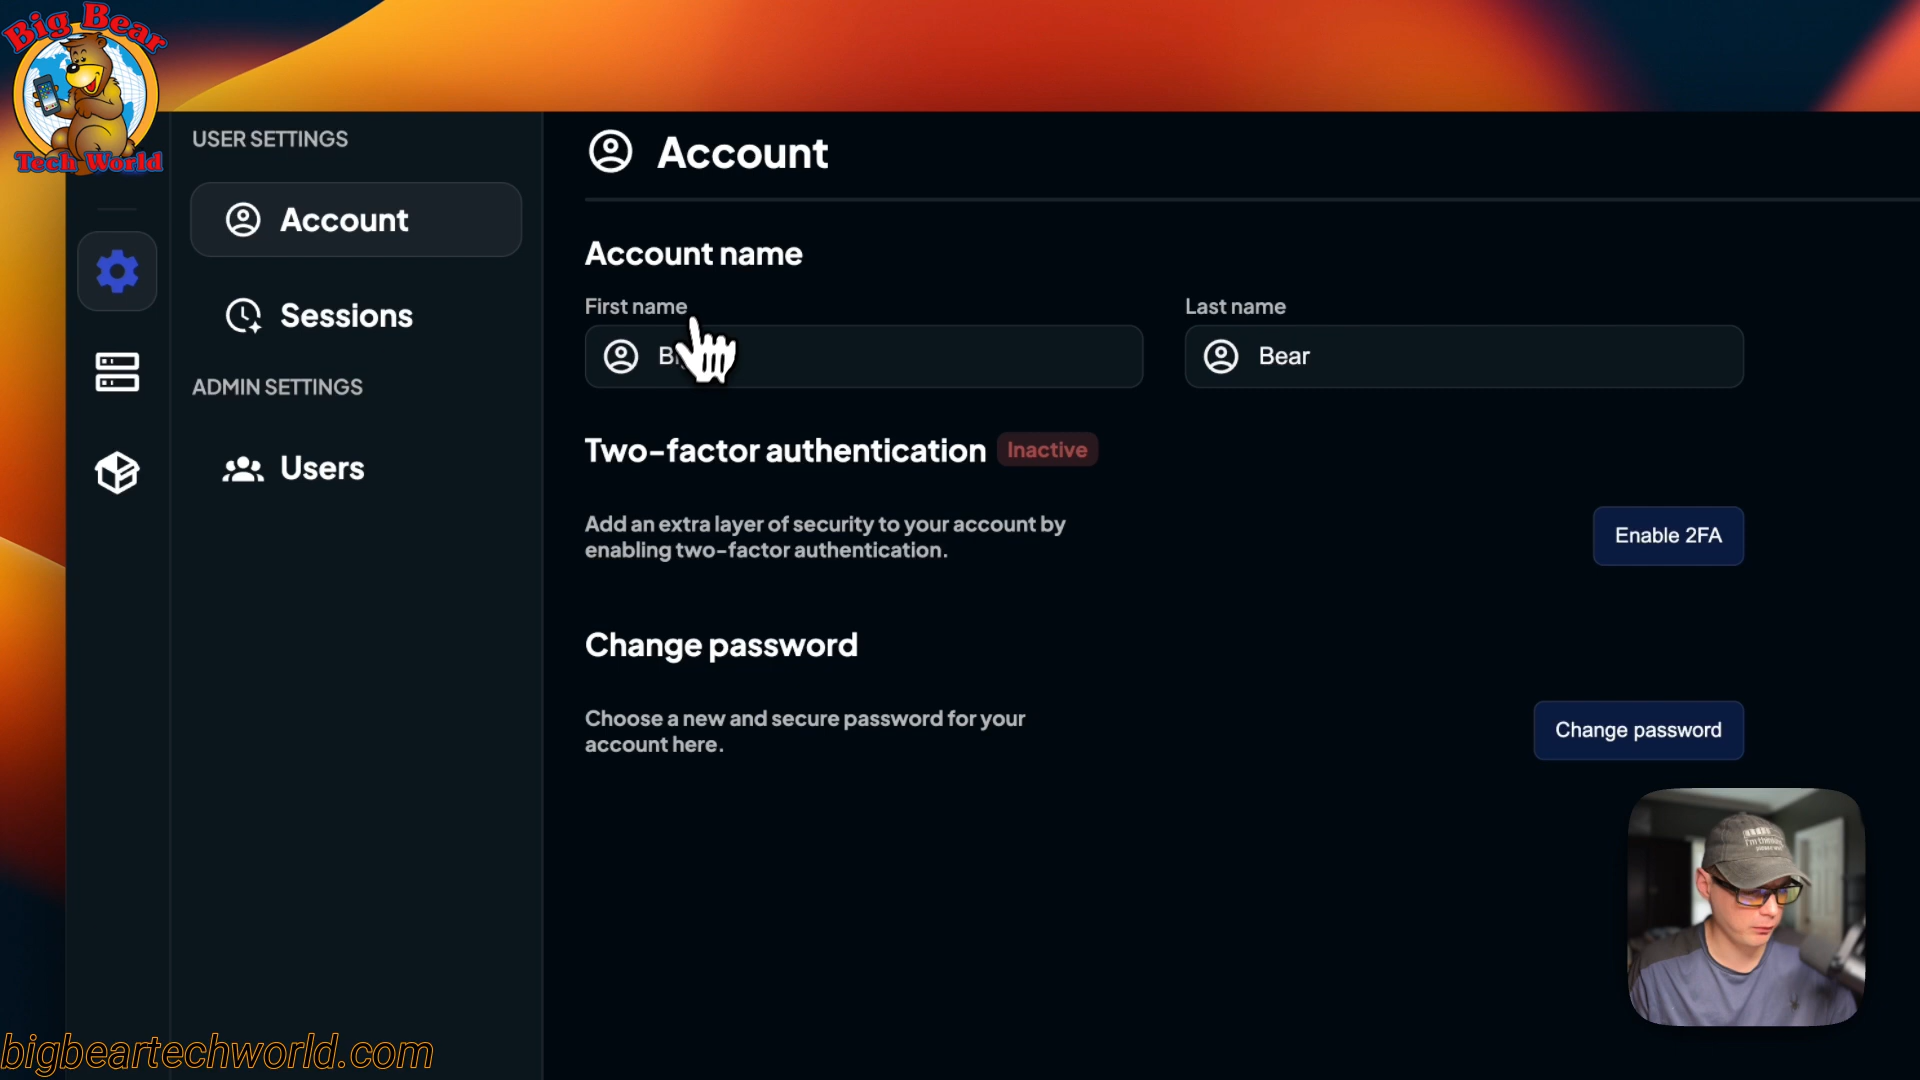 Big Bear
Tech World
USER SETTINGS
Account
Sessions
ADMIN SETTINGS
Users
Account
Account name
First name
Last name
Bear
Two-factor authentication
Inactive
Add an extra layer of security to your account by
enabling two-factor authentication.
Enable 2FA
Change password
Choose a new and secure password for your
account here.
Change password
bigbeartechworld.com